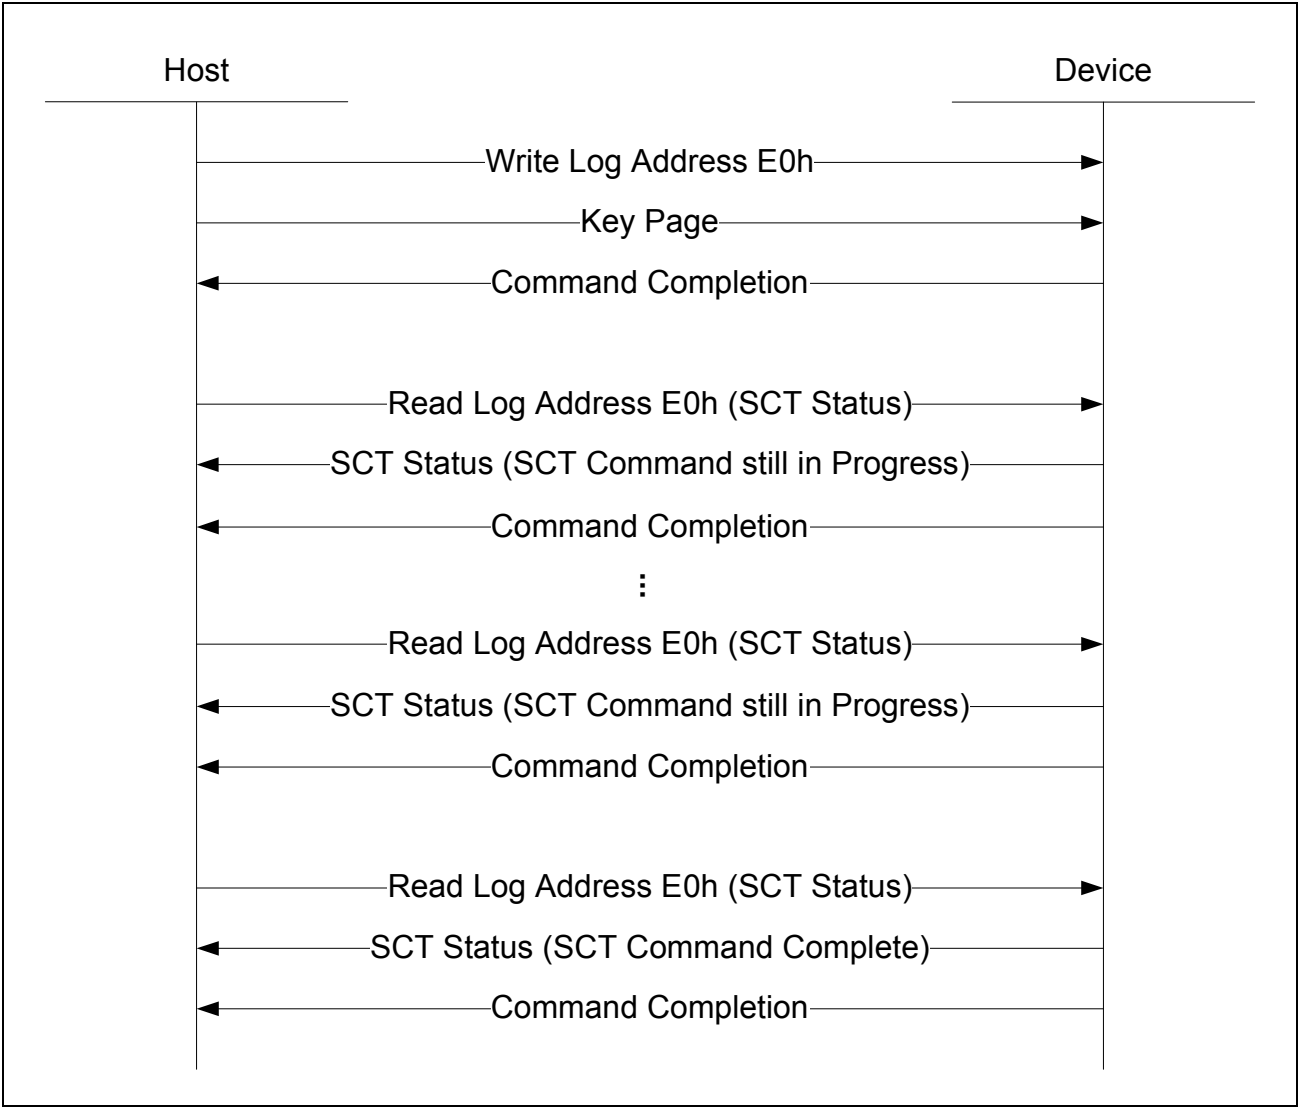 Host
Device
Write Log Address E0h
Key Page
Command Completion
Read Log Address E0h (SCT Status)
SCT Status (SCT Command still in Progress)
Command Completion
...
Read Log Address E0h (SCT Status)
SCT Status (SCT Command still in Progress)
Command Completion
Read Log Address E0h (SCT Status)
SCT Status (SCT Command Complete)
Command Completion